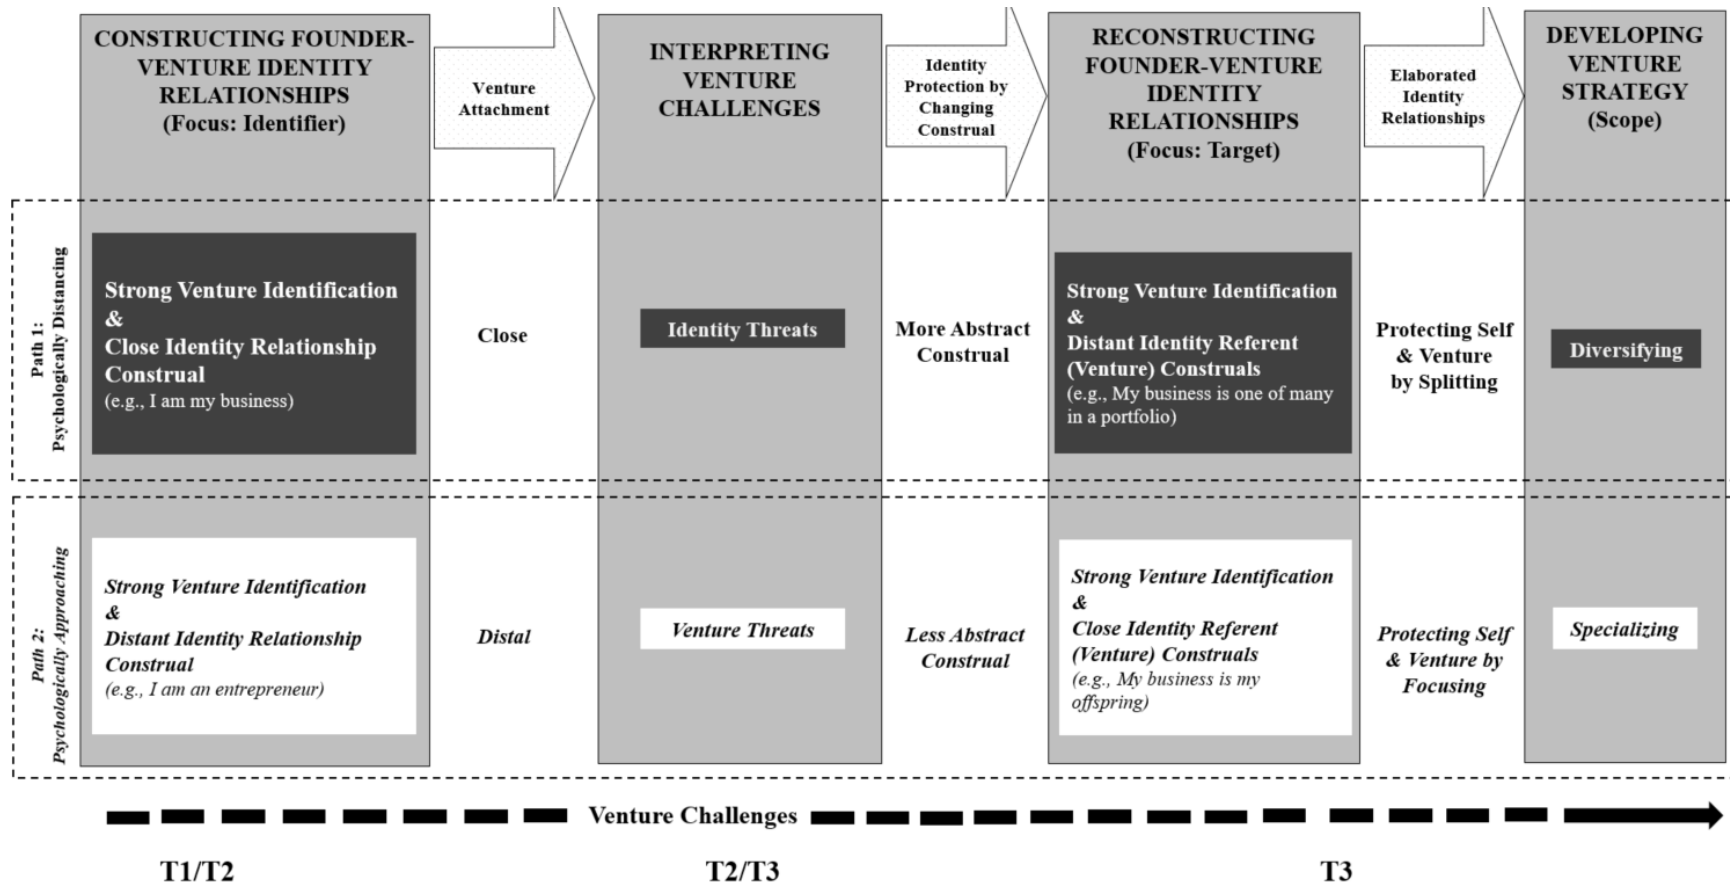 CONSTRUCTING FOUNDER-
VENTURE IDENTITY
RELATIONSHIPS
(Focus: Identifier)
Venture
Attachment
INTERPRETING
VENTURE
CHALLENGES
Identity
Protection by
Changing
Construal
RECONSTRUCTING
FOUNDER-VENTURE
IDENTITY
RELATIONSHIPS
(Focus: Target)
Elaborated
Identity
Relationships
DEVELOPING
VENTURE
STRATEGY
(Scope)
Path 1:
Psychologically Distancing
Strong Venture Identification
&
Close Identity Relationship
Construal
(e.g., I am my business)
Close
Identity Threats
More Abstract
Construal
Strong Venture Identification
&
Distant Identity Referent
(Venture) Construals
(e.g., My business is one of many
in a portfolio)
Protecting Self
& Venture
by Splitting
Diversifying
Path 2:
Psychologically Approaching
Strong Venture Identification
&
Distant Identity Relationship
Construal
(e.g., I am an entrepreneur)
Distal
Venture Threats
Less Abstract
Construal
Strong Venture Identification
&
Close Identity Referent
(Venture) Construals
(e.g., My business is my
offspring)
Protecting Self
& Venture by
Focusing
Specializing
Venture Challenges
T1/T2
T2/T3
T3